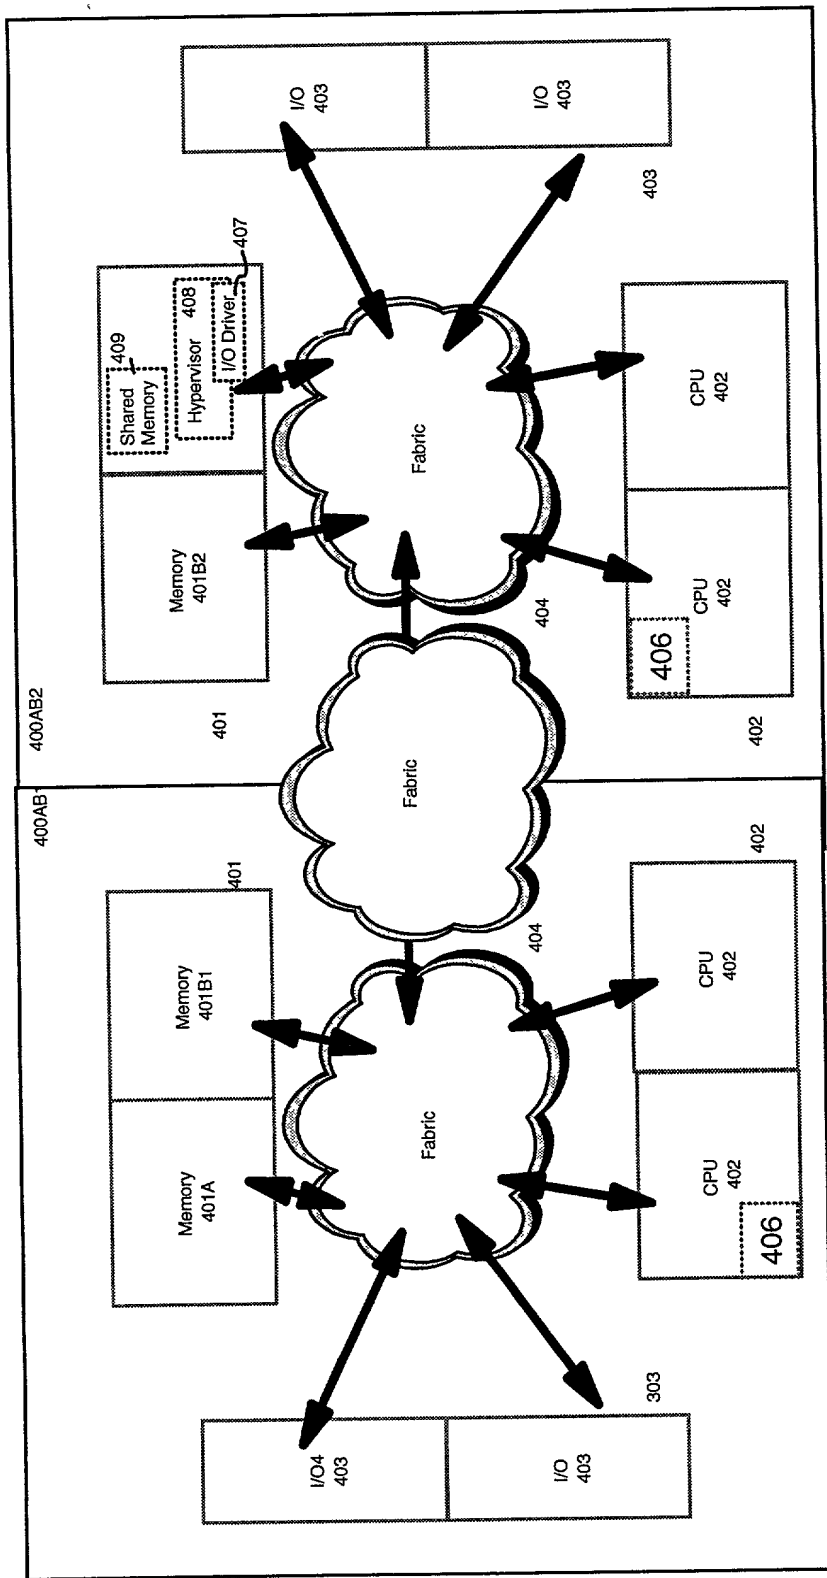 400AB1
400AB2
Memory
401A
Memory
401B1
Memory
401B2
Shared
Memory
409
Hypervisor
408
I/O Driver
407
401
401
I/O4
403
I/O
403
Fabric
Fabric
Fabric
I/O
403
I/O
403
303
404
404
403
CPU
402
406
CPU
402
402
402
CPU
402
406
CPU
402